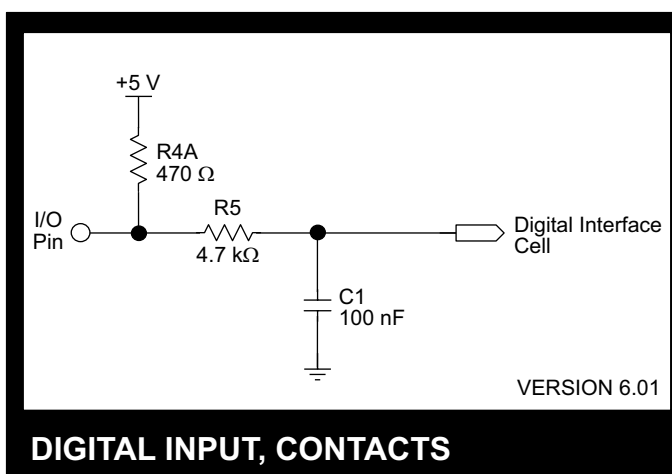 +5 V
R4A
470 Ω
I/O
Pin
R5
4.7 kΩ
Digital Interface
Cell
C1
100 nF
VERSION 6.01
DIGITAL INPUT, CONTACTS